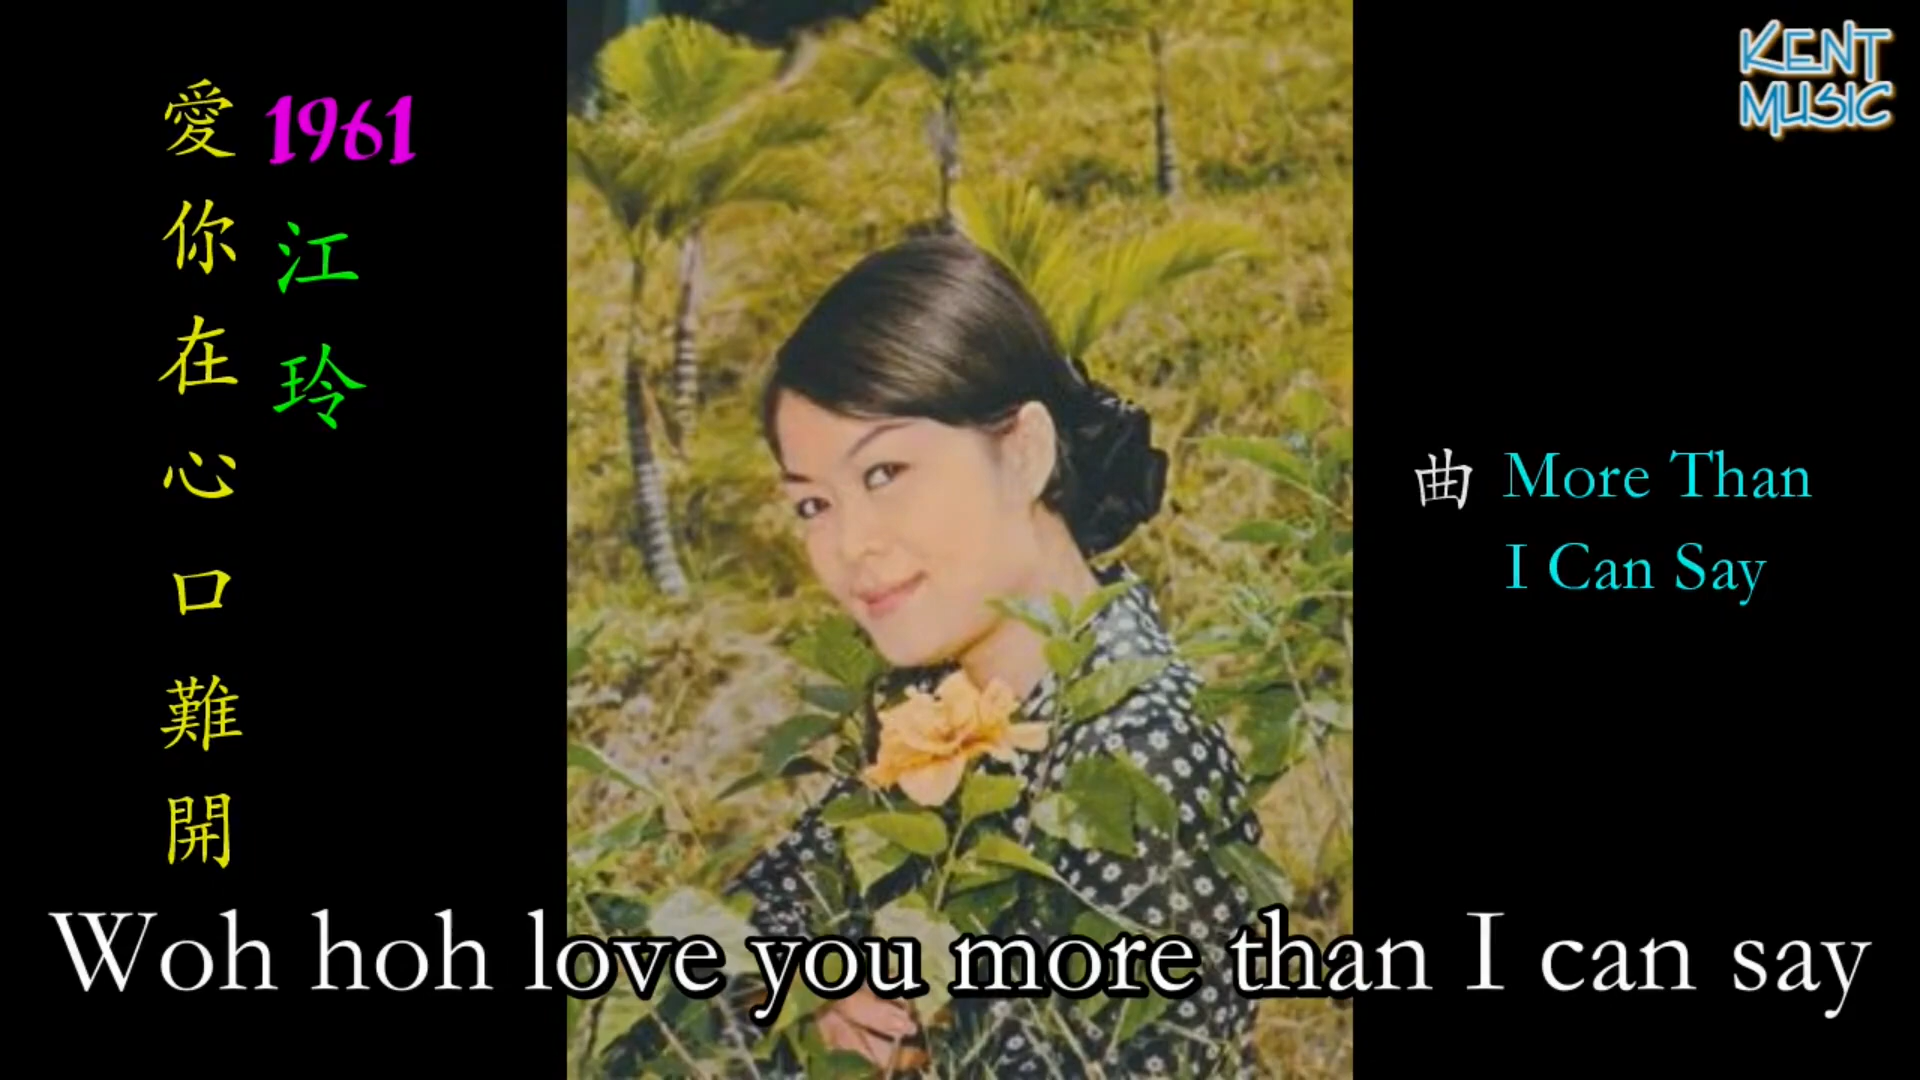 愛你在心口難開
1961
江玲
KENT
MUSIC
曲 More Than
I Can Say
Woh hoh love you more than I can say